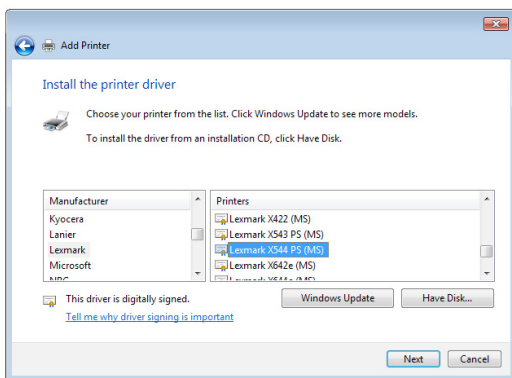 Add Printer
Install the printer driver
Choose your printer from the list. Click Windows Update to see more models.
To install the driver from an installation CD, click Have Disk.
Manufacturer
Kyocera
Lanier
Lexmark
Microsoft
Printers
Lexmark X422 (MS)
Lexmark X543 PS (MS)
Lexmark X544 PS (MS)
Lexmark X642e (MS)
This driver is digitally signed.
Tell me why driver signing is important
Windows Update
Have Disk...
Next
Cancel